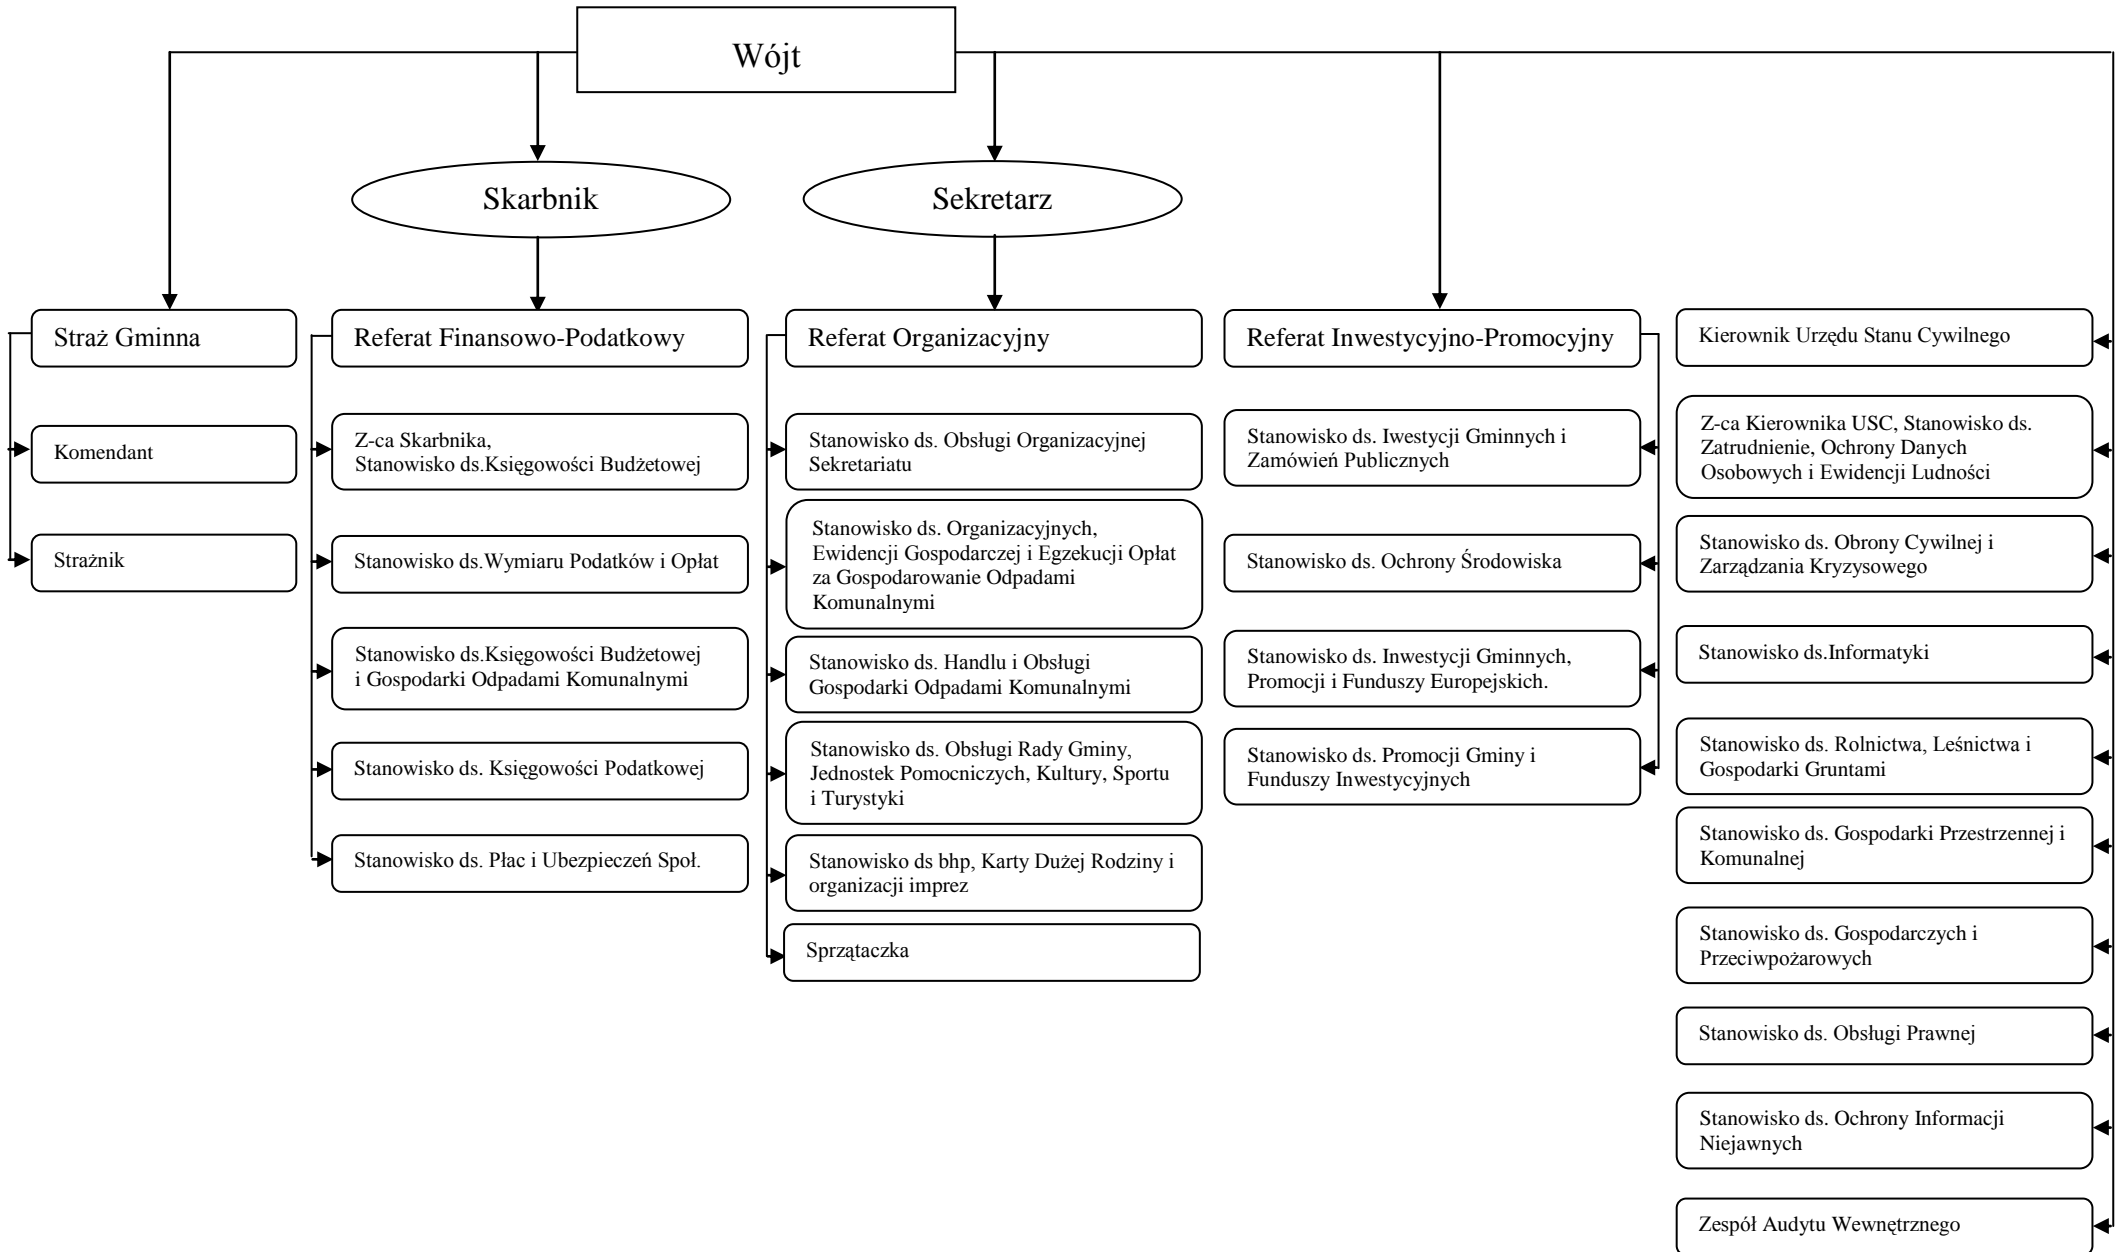 Wójt
Skarbnik
Sekretarz
Straż Gminna
Komendant
Strażnik
Referat Finansowo-Podatkowy
Z-ca Skarbnika,
Stanowisko ds.Księgowości Budżetowej
Stanowisko ds.Wymiaru Podatków i Opłat
Stanowisko ds.Księgowości Budżetowej
i Gospodarki Odpadami Komunalnymi
Stanowisko ds. Księgowości Podatkowej
Stanowisko ds. Płac i Ubezpieczeń Społ.
Referat Organizacyjny
Stanowisko ds. Obsługi Organizacyjnej
Sekretariatu
Stanowisko ds. Organizacyjnych,
Ewidencji Gospodarczej i Egzekucji Opłat
za Gospodarowanie Odpadami
Komunalnymi
Stanowisko ds. Handlu i Obsługi
Gospodarki Odpadami Komunalnymi
Stanowisko ds. Obsługi Rady Gminy,
Jednostek Pomocniczych, Kultury, Sportu
i Turystyki
Stanowisko ds bhp, Karty Dużej Rodziny i
organizacji imprez
Sprzątaczka
Referat Inwestycyjno-Promocyjny
Stanowisko ds. Iwestycji Gminnych i
Zamówień Publicznych
Stanowisko ds. Ochrony Środowiska
Stanowisko ds. Inwestycji Gminnych,
Promocji i Funduszy Europejskich.
Stanowisko ds. Promocji Gminy i
Funduszy Inwestycyjnych
Kierownik Urzędu Stanu Cywilnego
Z-ca Kierownika USC, Stanowisko ds.
Zatrudnienie, Ochrony Danych
Osobowych i Ewidencji Ludności
Stanowisko ds. Obrony Cywilnej i
Zarządzania Kryzysowego
Stanowisko ds.Informatyki
Stanowisko ds. Rolnictwa, Leśnictwa i
Gospodarki Gruntami
Stanowisko ds. Gospodarki Przestrzennej i
Komunalnej
Stanowisko ds. Gospodarczych i
Przeciwpożarowych
Stanowisko ds. Obsługi Prawnej
Stanowisko ds. Ochrony Informacji
Niejawnych
Zespół Audytu Wewnętrznego